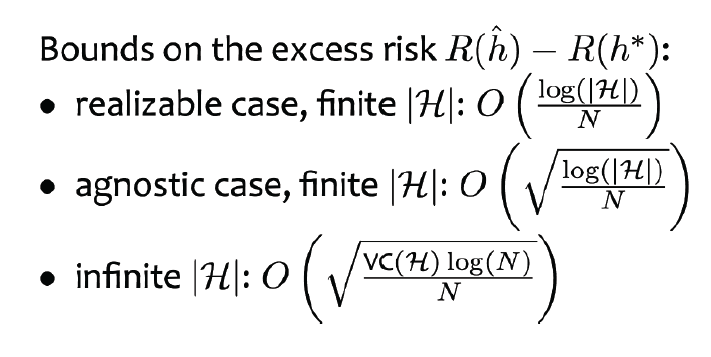 Bounds on the excess risk $R(\hat{h}) - R(h^*)$:
• realizable case, finite $|\mathcal{H}|$: $O\left(\frac{\log(|\mathcal{H}|)}{N}\right)$
• agnostic case, finite $|\mathcal{H}|$: $O\left(\sqrt{\frac{\log(|\mathcal{H}|)}{N}}\right)$
• infinite $|\mathcal{H}|$: $O\left(\sqrt{\frac{\mathsf{VC}(\mathcal{H})\log(N)}{N}}\right)$